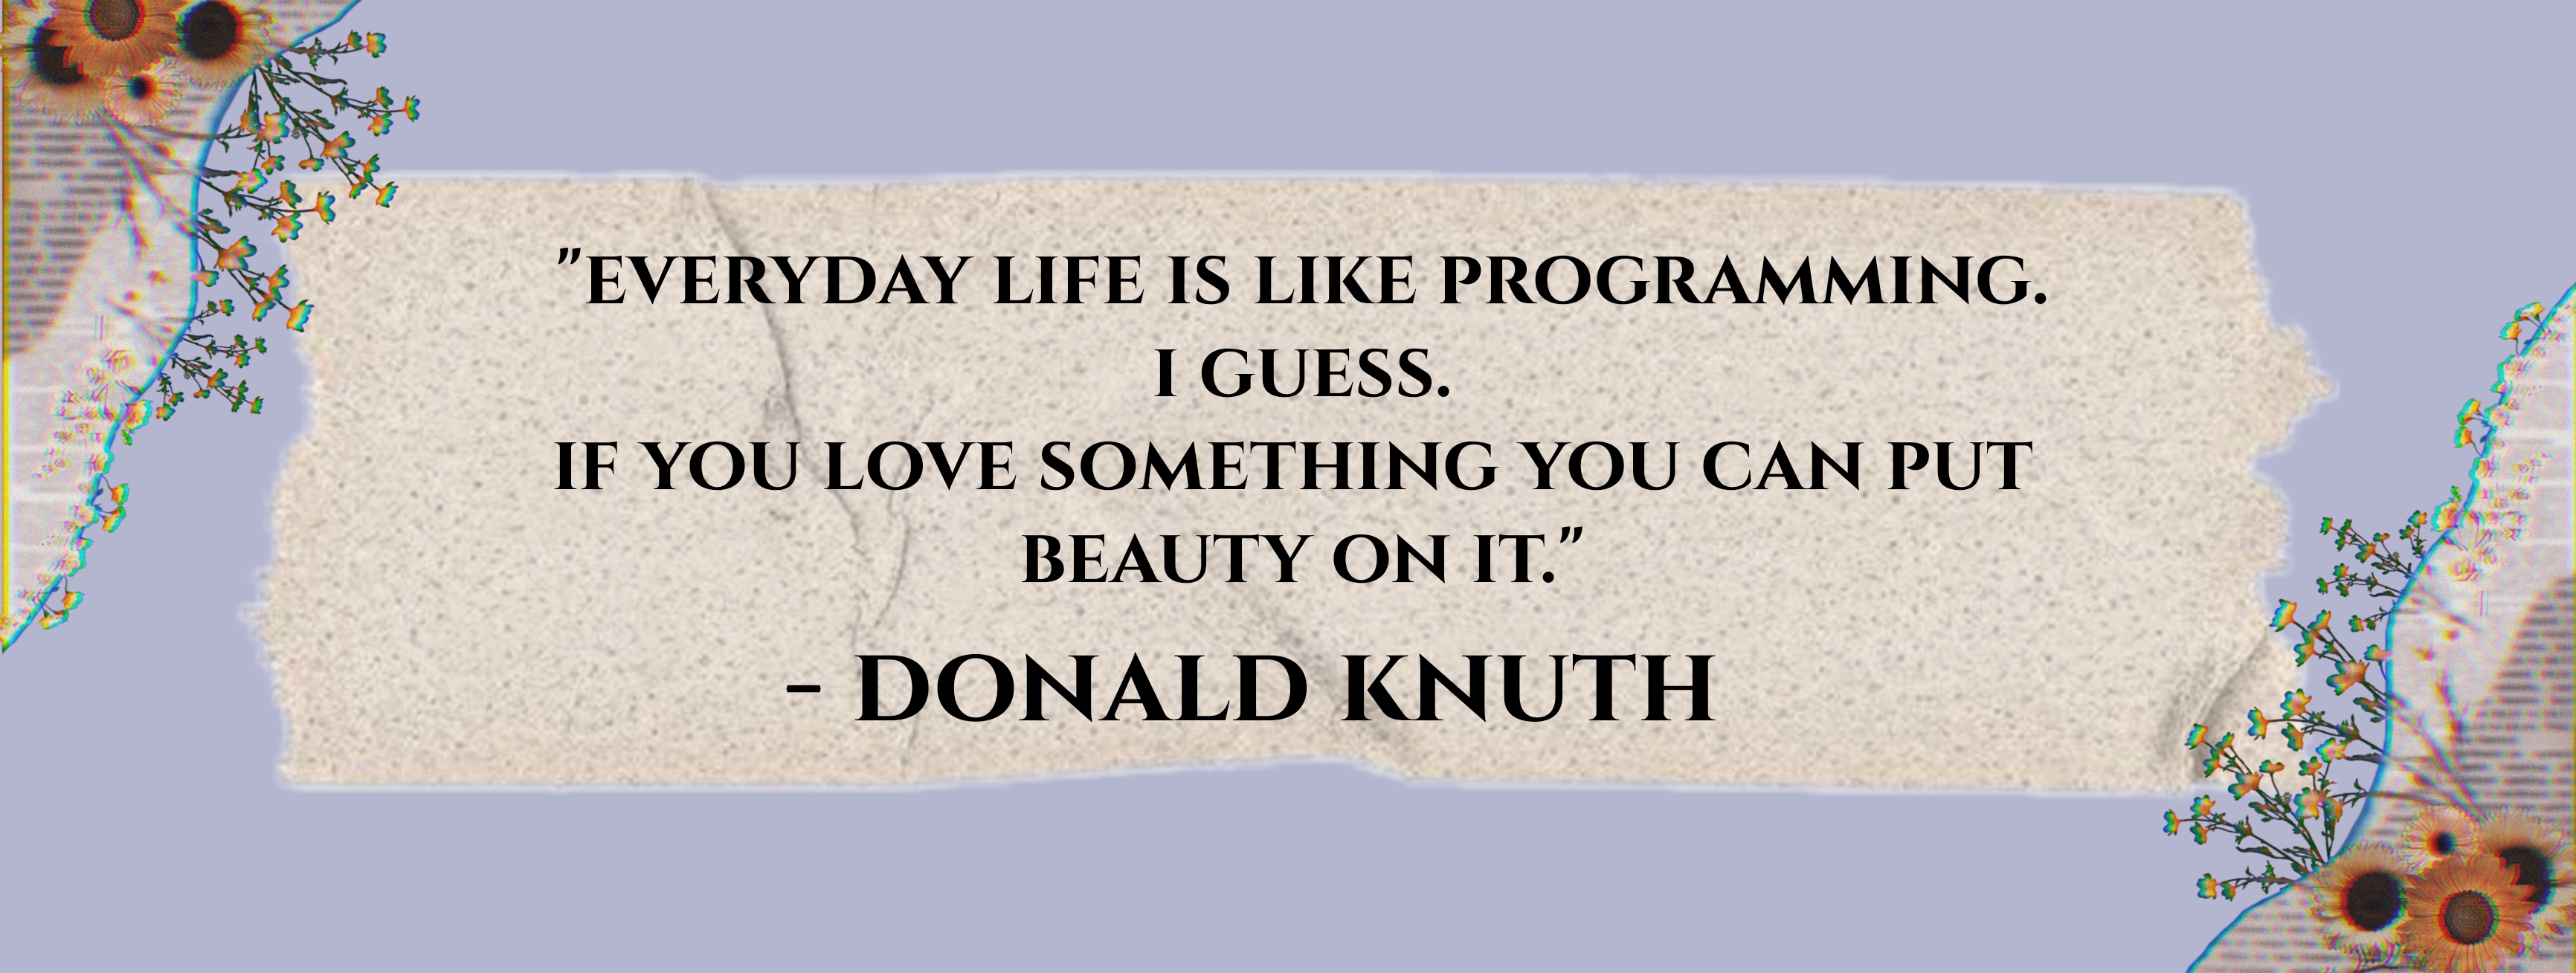 "EVERYDAY LIFE IS LIKE PROGRAMMING.
I GUESS.
IF YOU LOVE SOMETHING YOU CAN PUT
BEAUTY ON IT."
- DONALD KNUTH